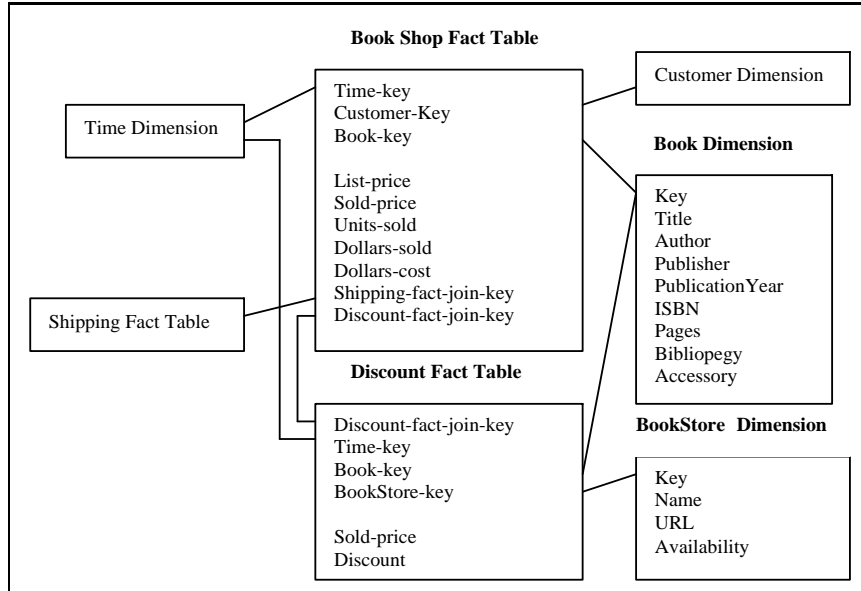 Book Shop Fact Table
Time-key
Customer-Key
Book-key
List-price
Sold-price
Units-sold
Dollars-sold
Dollars-cost
Shipping-fact-join-key
Discount-fact-join-key
Time Dimension
Shipping Fact Table
Customer Dimension
Book Dimension
Key
Title
Author
Publisher
PublicationYear
ISBN
Pages
Bibliopegy
Accessory
Discount Fact Table
Discount-fact-join-key
Time-key
Book-key
BookStore-key
Sold-price
Discount
BookStore Dimension
Key
Name
URL
Availability